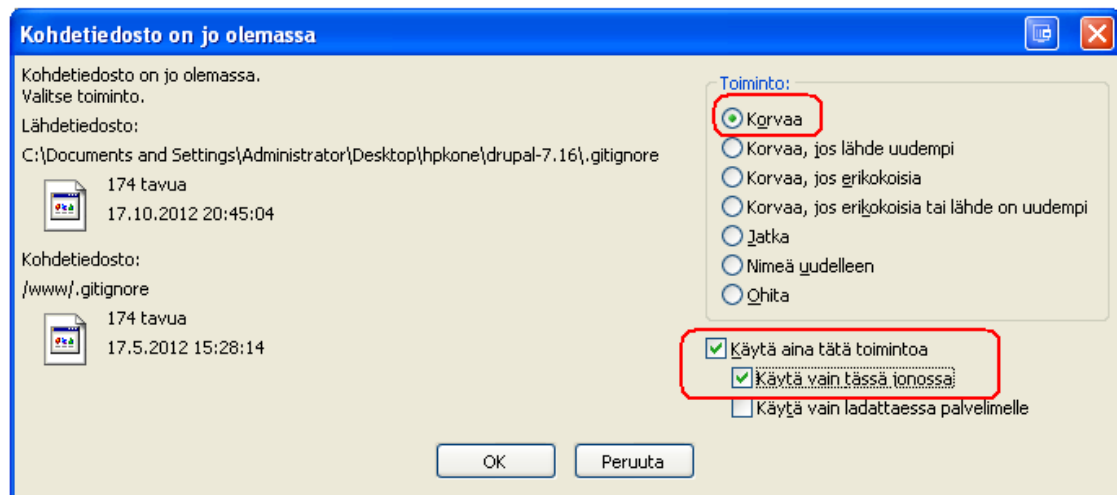 Kohdetiedosto on jo olemassa
Kohdetiedosto on jo olemassa.
Valitse toiminto.
Lähdetiedosto:
C:\Documents and Settings\Administrator\Desktop\hpkone\drupal-7.16\.gitignore
174 tavua
17.10.2012 20:45:04
Kohdetiedosto:
/www/.gitignore
174 tavua
17.5.2012 15:28:14
Toiminto:
Korvaa
Korvaa, jos lähde uudempi
Korvaa, jos erikokoisia
Korvaa, jos erikokoisia tai lähde on uudempi
Jatka
Nimeä uudelleen
Ohita
Käytä aina tätä toimintoa
Käytä vain tässä jonossa
Käytä vain ladattaessa palvelimelle
OK
Peruuta